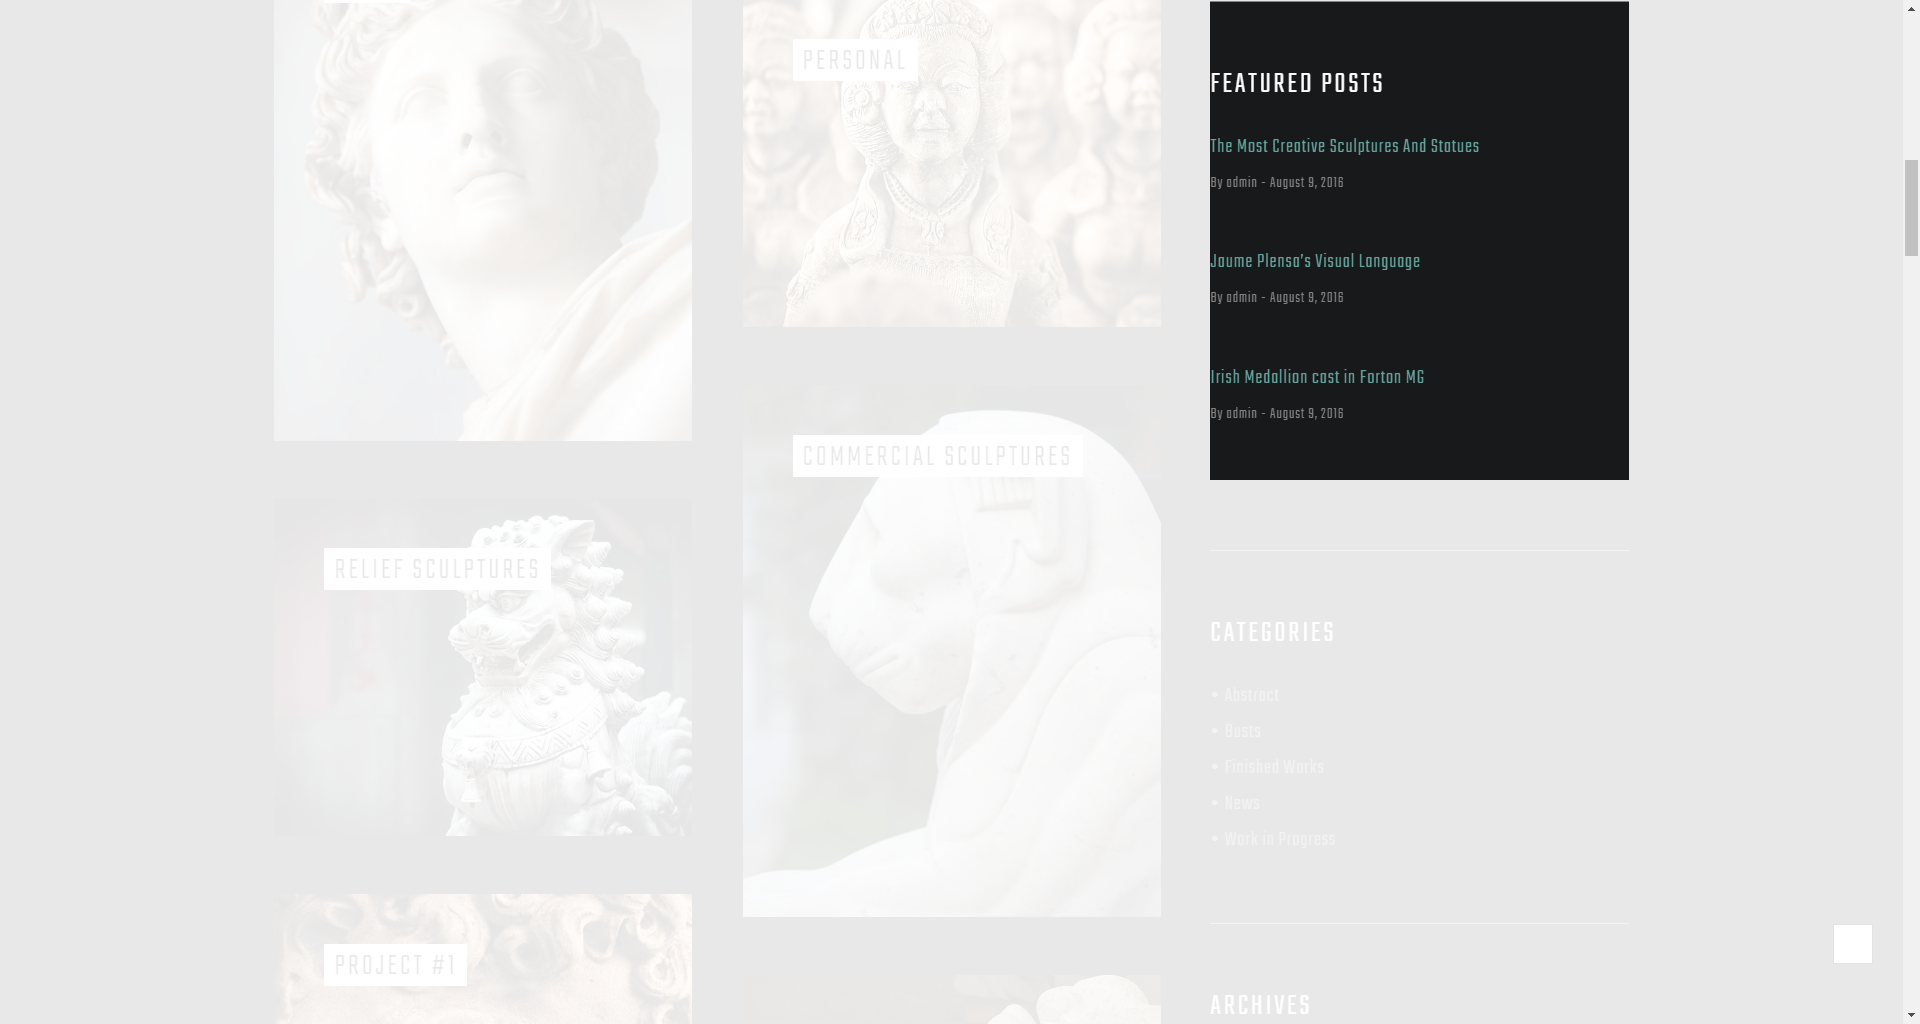 PERSONAL
COMMERCIAL SCULPTURES
RELIEF SCULPTURES
PROJECT #1
FEATURED POSTS
The Most Creative Sculptures And Statues
By admin - August 9, 2016
Jaume Plensa's Visual Language
By admin - August 9, 2016
Irish Medallion cast in Forton MG
By admin - August 9, 2016
CATEGORIES
• Abstract
• Busts
• Finished Works
• News
• Work in Progress
ARCHIVES